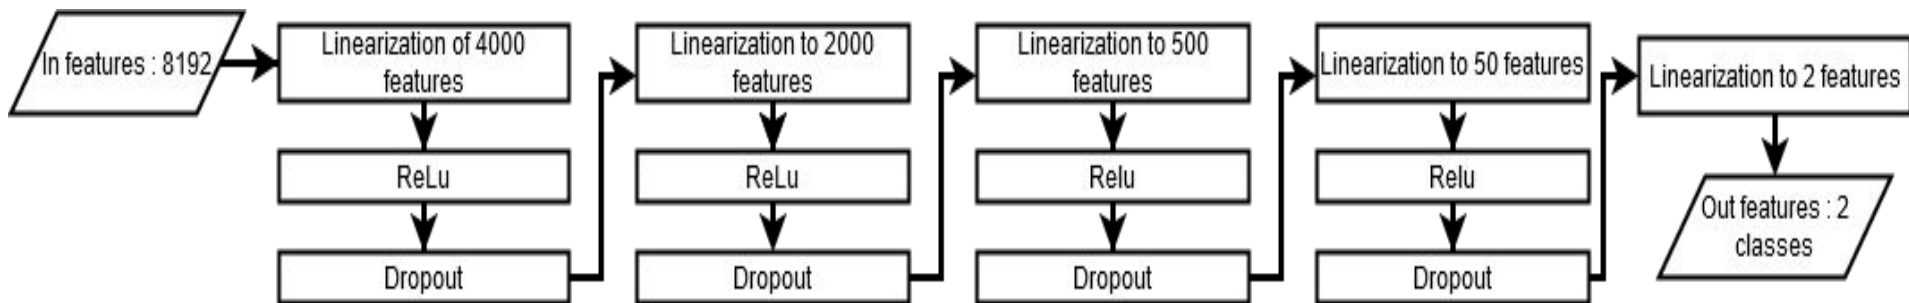 In features : 8192
Linearization of 4000
features
ReLu
Dropout
Linearization to 2000
features
ReLu
Dropout
Linearization to 500
features
Relu
Dropout
Linearization to 50 features
Relu
Dropout
Linearization to 2 features
Out features : 2
classes